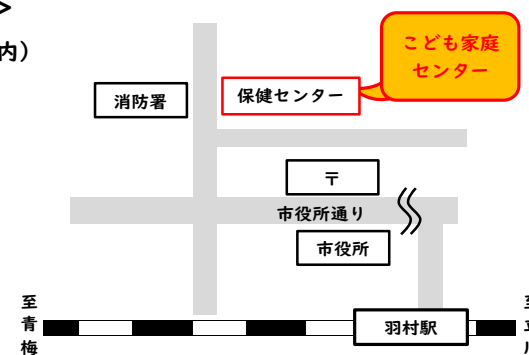 ＞
内）
こども家庭
センター
消防署
保健センター
〒
市役所通り
市役所
至青梅
羽村駅
至